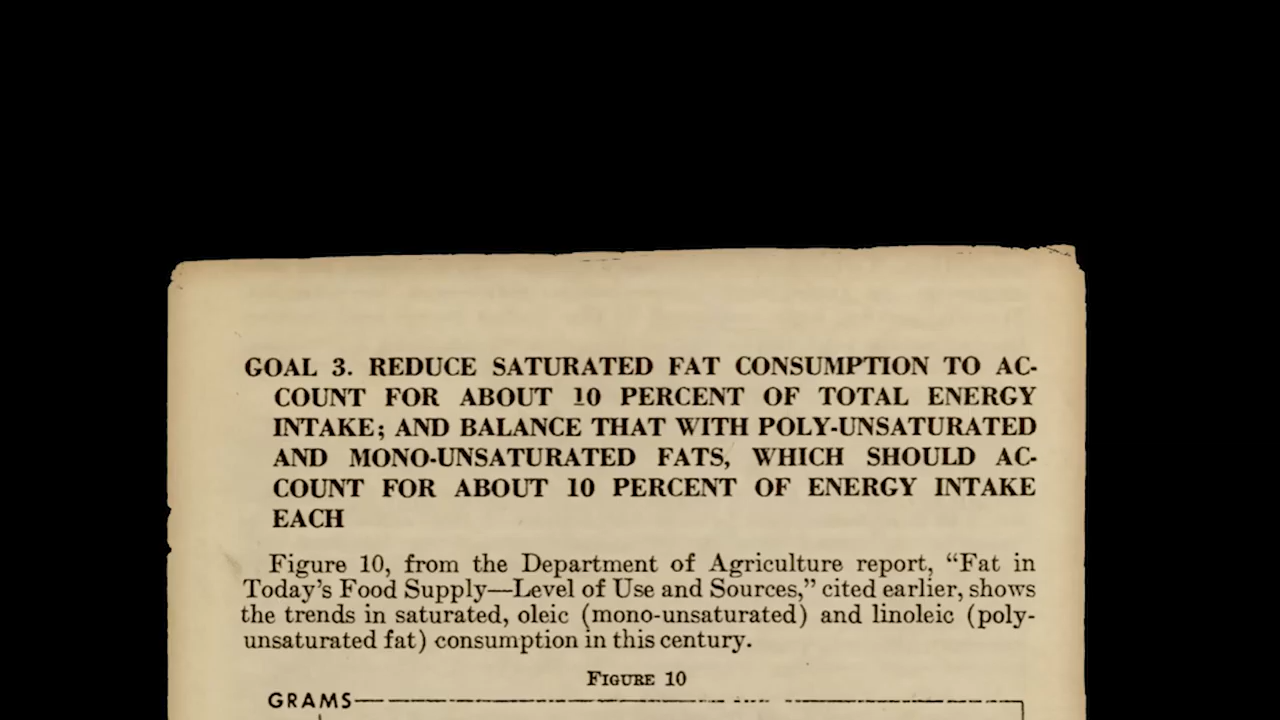 GOAL 3. REDUCE SATURATED FAT CONSUMPTION TO AC-
COUNT FOR ABOUT 10 PERCENT OF TOTAL ENERGY
INTAKE; AND BALANCE THAT WITH POLY-UNSATURATED
AND MONO-UNSATURATED FATS, WHICH SHOULD AC-
COUNT FOR ABOUT 10 PERCENT OF ENERGY INTAKE
EACH
Figure 10, from the Department of Agriculture report, “Fat in
Today’s Food Supply—Level of Use and Sources,” cited earlier, shows
the trends in saturated, oleic (mono-unsaturated) and linoleic (poly-
unsaturated fat) consumption in this century.
FIGURE 10
GRAMS